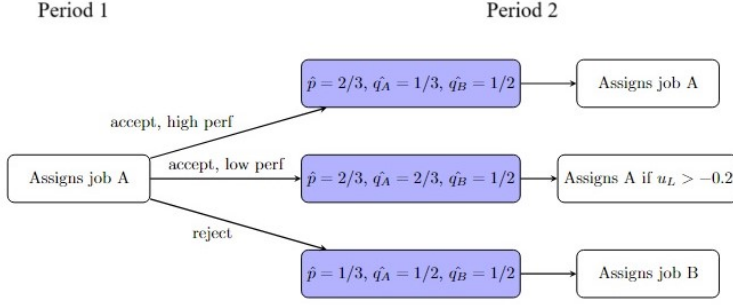 Period 1
Period 2
p̂ = 2/3, q̂_A = 1/3, q̂_B = 1/2
Assigns job A
accept, high perf
Assigns job A
accept, low perf
p̂ = 2/3, q̂_A = 2/3, q̂_B = 1/2
Assigns A if u_L > −0.2
reject
p̂ = 1/3, q̂_A = 1/2, q̂_B = 1/2
Assigns job B